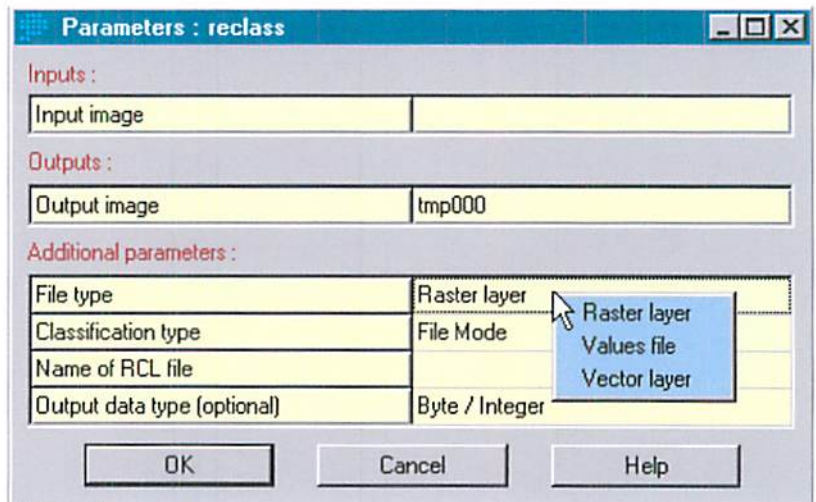 Parameters : reclass
Inputs :
Input image
Outputs :
Output image tmp000
Additional parameters :
File type Raster layer
Classification type File Mode
Name of RCL file
Output data type (optional) Byte / Integer
Raster layer
Values file
Vector layer
OK Cancel Help